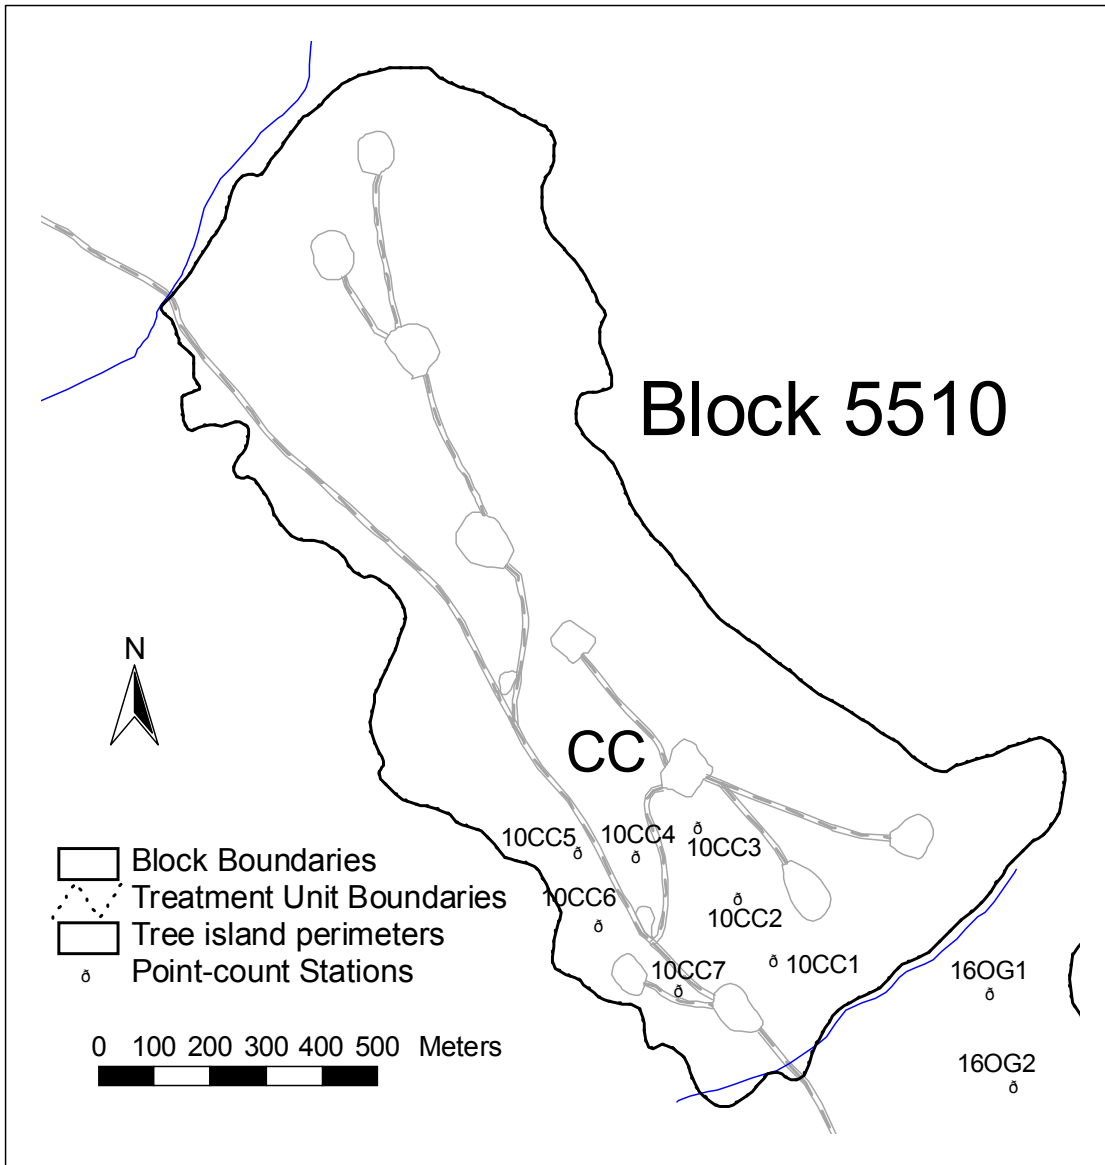 Block 5510
N
CC
10CC5
10CC4
10CC3
10CC6
10CC2
10CC7
10CC1
16OG1
16OG2
Block Boundaries
Treatment Unit Boundaries
Tree island perimeters
ð Point-count Stations
0 100 200 300 400 500 Meters
ð
ð
ð
ð
ð
ð
ð
ð
ð